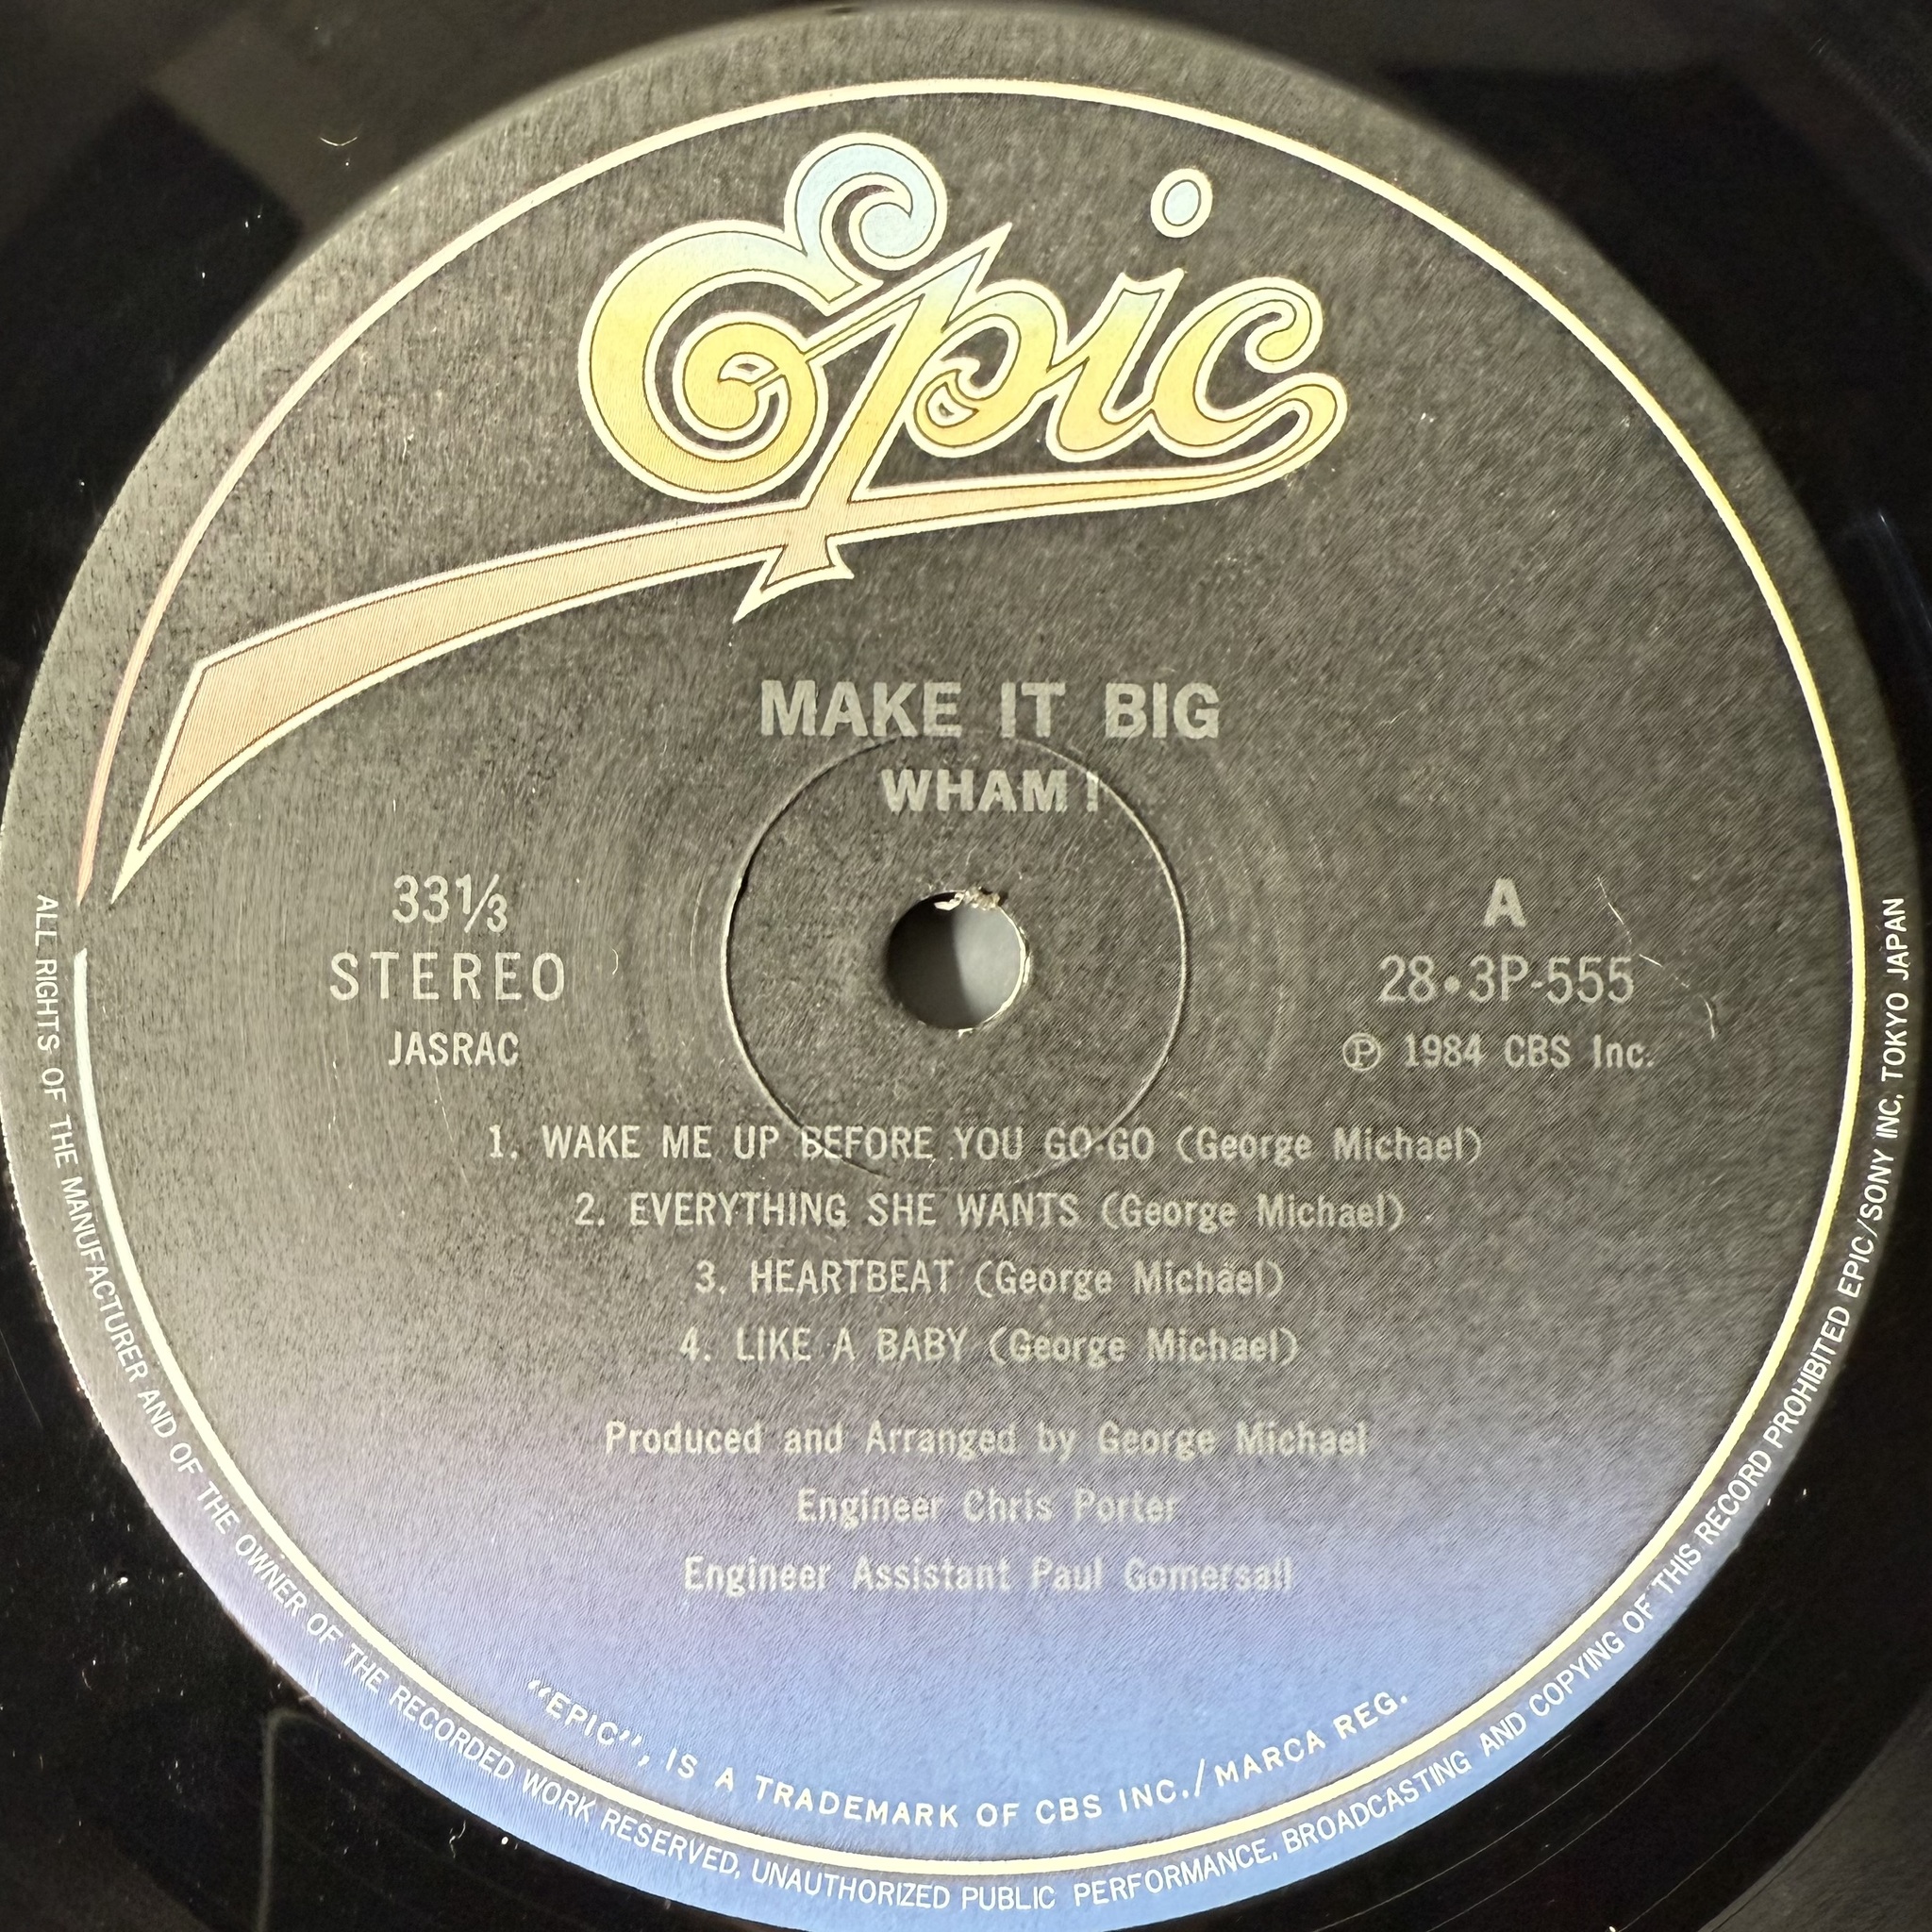 Epic
MAKE IT BIG
WHAM!
33⅓
STEREO
JASRAC
A
28・3P-555
Ⓟ 1984 CBS Inc.
1. WAKE ME UP BEFORE YOU GO-GO (George Michael)
2. EVERYTHING SHE WANTS (George Michael)
3. HEARTBEAT (George Michael)
4. LIKE A BABY (George Michael)
Produced and Arranged by George Michael
Engineer Chris Porter
Engineer Assistant Paul Gomersall
"EPIC", IS A TRADEMARK OF CBS INC./MARCA REG.
ALL RIGHTS OF THE MANUFACTURER AND OF THE OWNER OF THE RECORDED WORK RESERVED, UNAUTHORIZED PUBLIC PERFORMANCE, BROADCASTING AND COPYING OF THIS RECORD PROHIBITED EPIC/SONY INC, TOKYO JAPAN